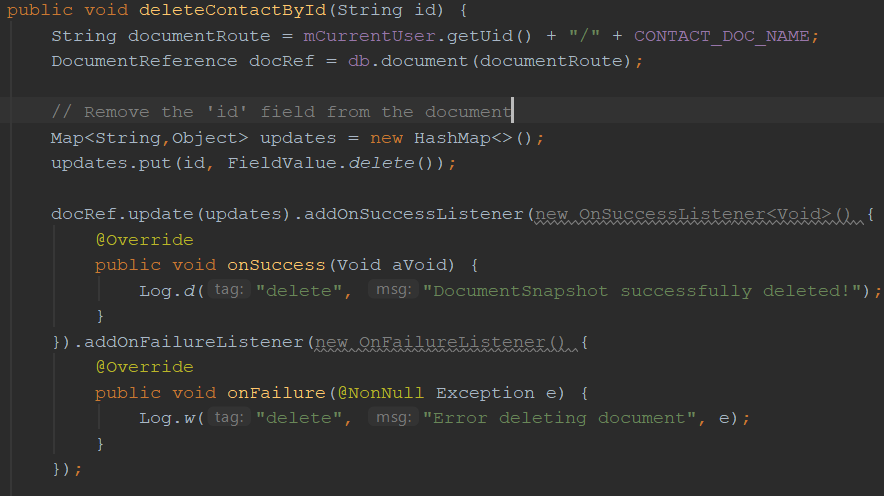 public void deleteContactById(String id) {
String documentRoute = mCurrentUser.getUid() + "/" + CONTACT_DOC_NAME;
DocumentReference docRef = db.document(documentRoute);
// Remove the 'id' field from the document
Map<String,Object> updates = new HashMap<>();
updates.put(id, FieldValue.delete());
docRef.update(updates).addOnSuccessListener(new OnSuccessListener<Void>() {
@Override
public void onSuccess(Void aVoid) {
Log.d( tag: "delete", msg: "DocumentSnapshot successfully deleted!");
}
}).addOnFailureListener(new OnFailureListener() {
@Override
public void onFailure(@NonNull Exception e) {
Log.w( tag: "delete", msg: "Error deleting document", e);
}
});